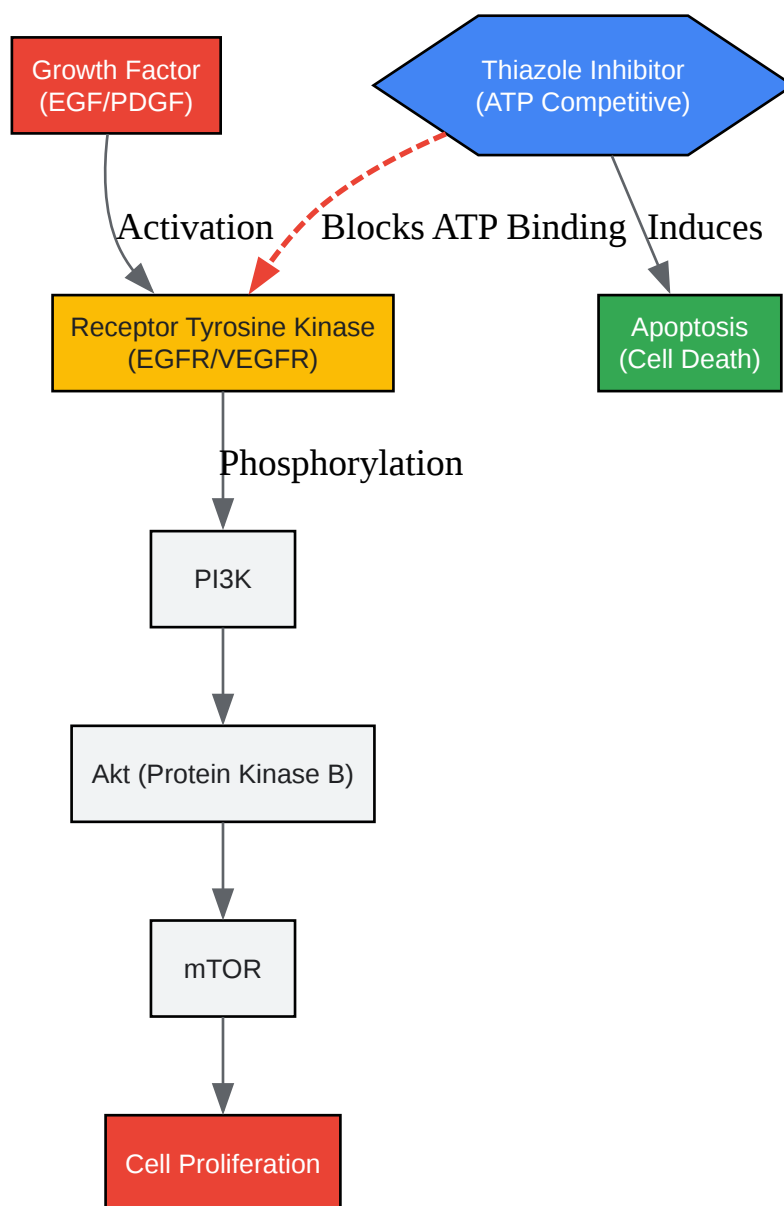 Growth Factor
(EGF/PDGF)
Thiazole Inhibitor
(ATP Competitive)
Activation
Blocks ATP Binding
Induces
Receptor Tyrosine Kinase
(EGFR/VEGFR)
Apoptosis
(Cell Death)
Phosphorylation
PI3K
Akt (Protein Kinase B)
mTOR
Cell Proliferation